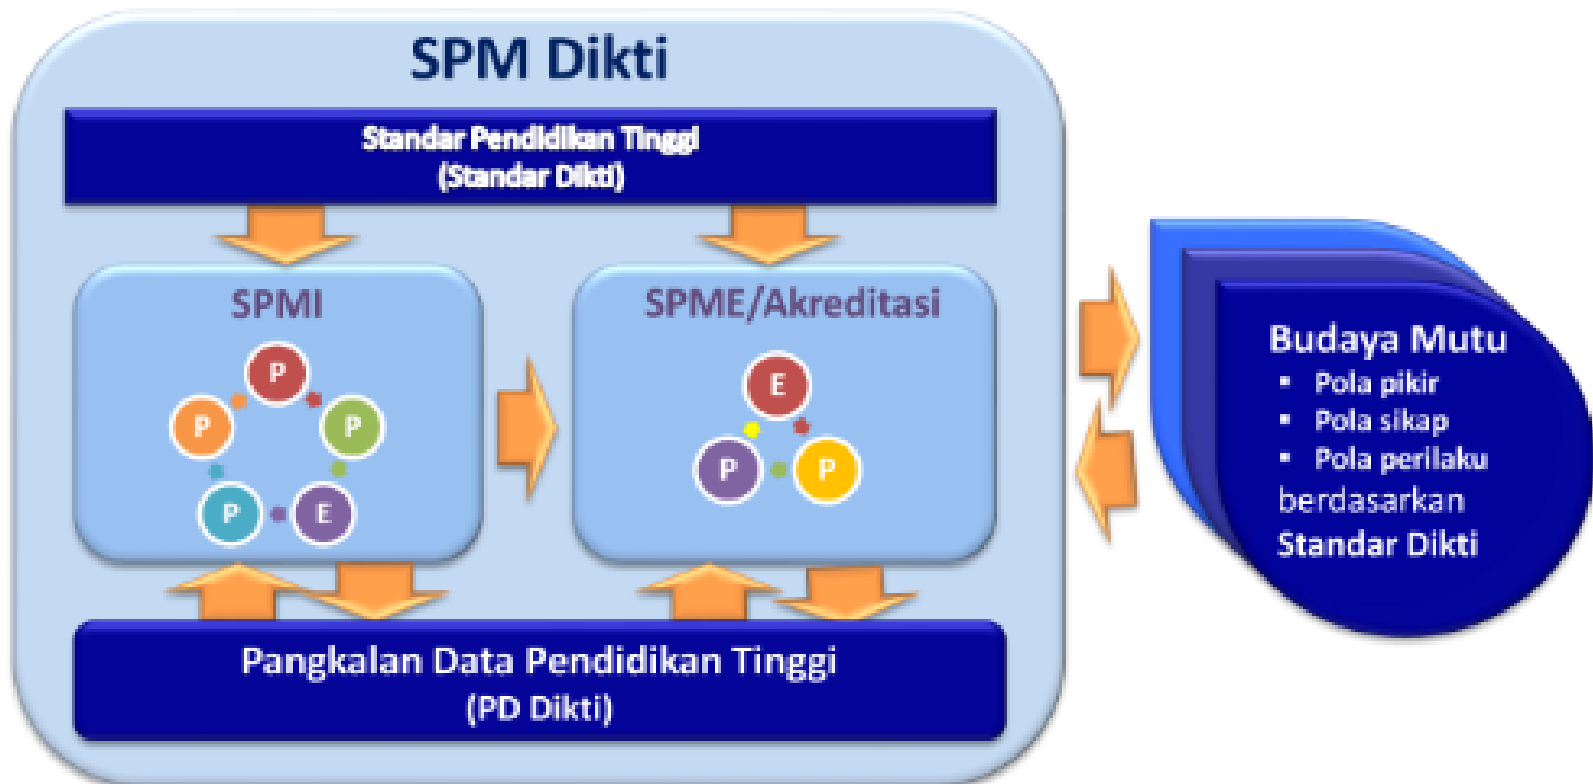 SPM Dikti
Standar Pendidikan Tinggi
(Standar Dikti)
SPMI
P
P
P
P
E
SPME/Akreditasi
E
P
P
Budaya Mutu
▪ Pola pikir
▪ Pola sikap
▪ Pola perilaku
berdasarkan
Standar Dikti
Pangkalan Data Pendidikan Tinggi
(PD Dikti)